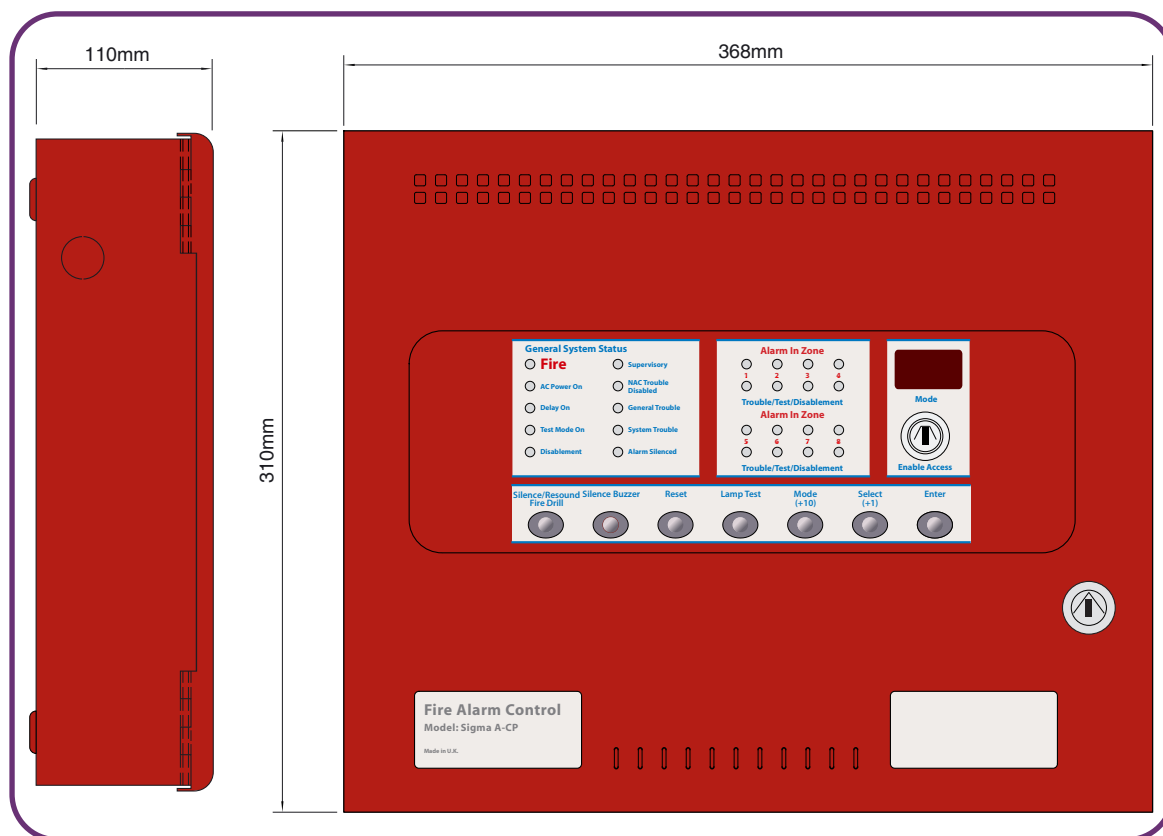 110mm
368mm
310mm
General System Status
Fire
Supervisory
AC Power On
NAC Trouble
Disabled
Delay On
General Trouble
Test Mode On
System Trouble
Disablement
Alarm Silenced
Alarm In Zone
1 2 3 4
Trouble/Test/Disablement
Alarm In Zone
5 6 7 8
Trouble/Test/Disablement
Mode
Enable Access
Silence/Resound
Fire Drill
Silence Buzzer
Reset
Lamp Test
Mode
(+10)
Select
(+1)
Enter
Fire Alarm Control
Model: Sigma A-CP
Made in U.K.